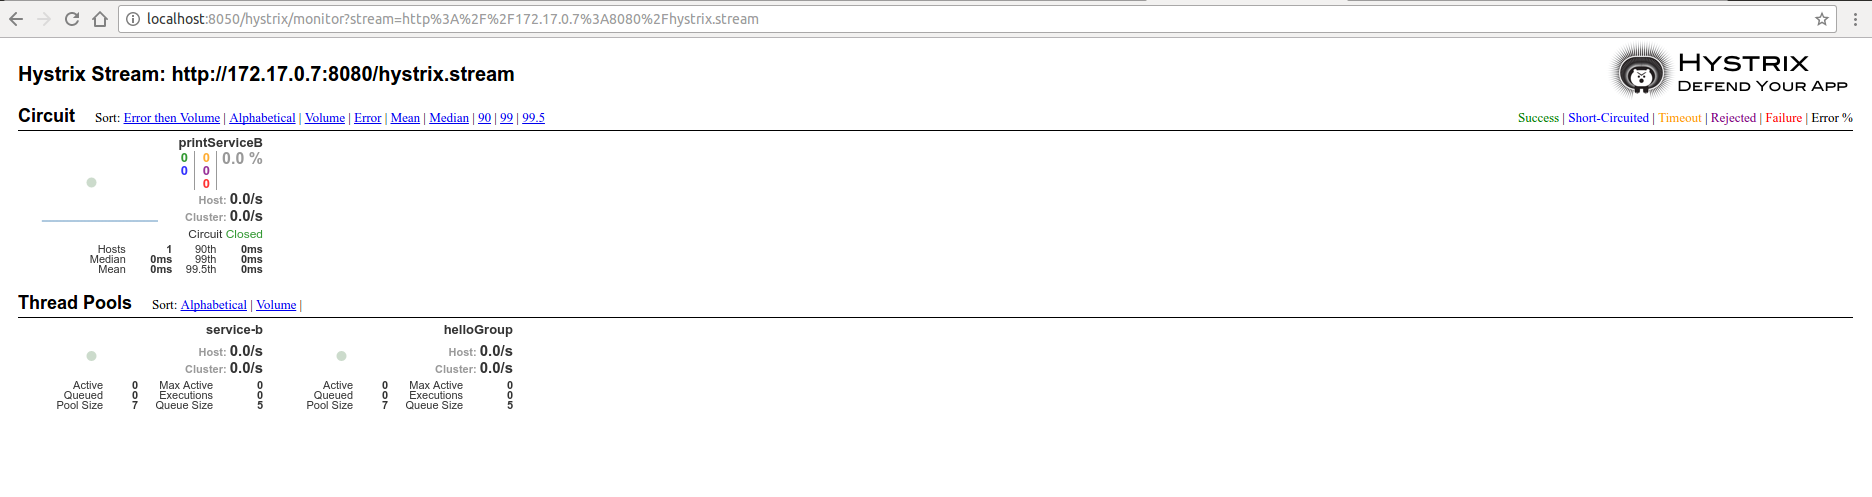 localhost:8050/hystrix/monitor?stream=http%3A%2F%2F172.17.0.7%3A8080%2Fhystrix.stream
Hystrix Stream: http://172.17.0.7:8080/hystrix.stream
HYSTRIX
DEFEND YOUR APP
Circuit Sort: Error then Volume | Alphabetical | Volume | Error | Mean | Median | 90 | 99 | 99.5
Success | Short-Circuited | Timeout | Rejected | Failure | Error %
printServiceB
0 0 0.0 %
0 0
0
Host: 0.0/s
Cluster: 0.0/s
Circuit Closed
Hosts 1 90th 0ms
Median 0ms 99th 0ms
Mean 0ms 99.5th 0ms
Thread Pools Sort: Alphabetical | Volume |
service-b
Host: 0.0/s
Cluster: 0.0/s
Active 0 Max Active 0
Queued 0 Executions 0
Pool Size 7 Queue Size 5
helloGroup
Host: 0.0/s
Cluster: 0.0/s
Active 0 Max Active 0
Queued 0 Executions 0
Pool Size 7 Queue Size 5